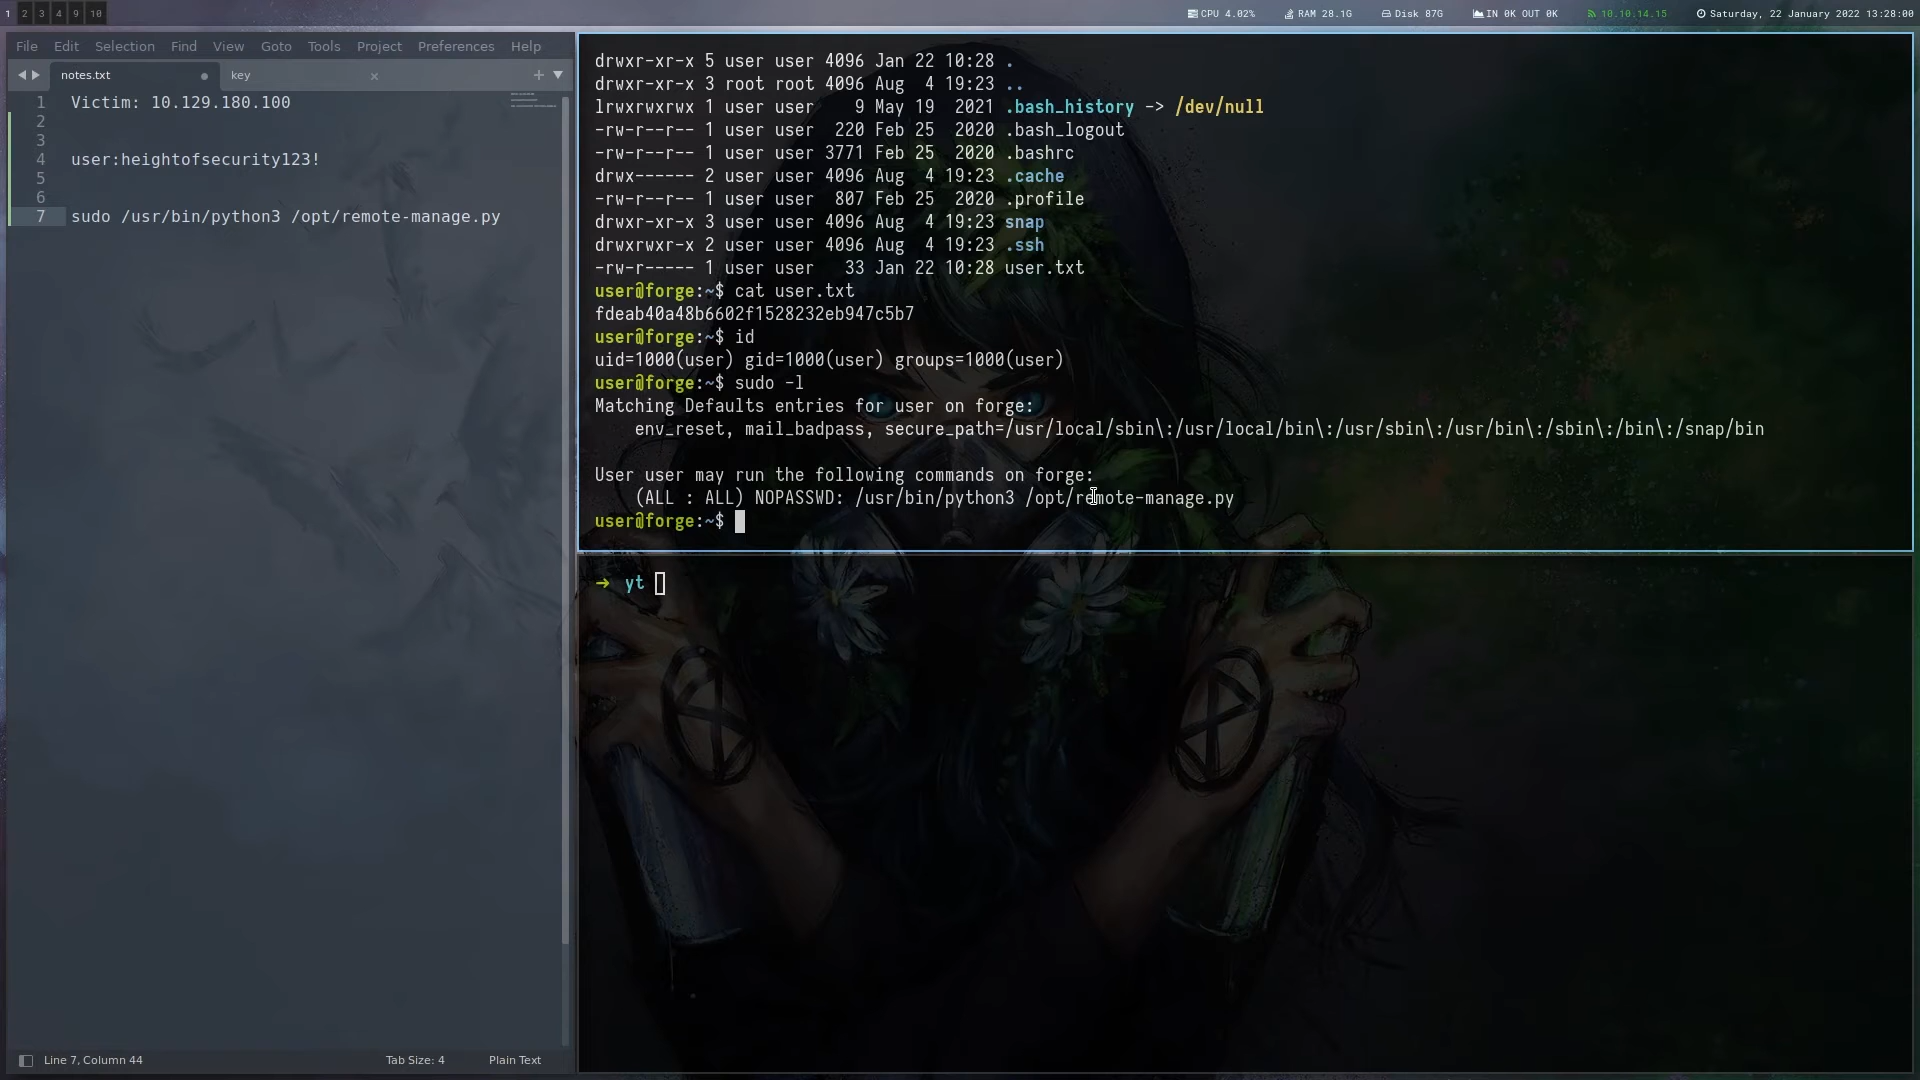 1 2 3 4 9 10 CPU 4.02% RAM 28.1G Disk 87G IN 0K OUT 0K 10.10.14.15 Saturday, 22 January 2022 13:28:00
File Edit Selection Find View Goto Tools Project Preferences Help
notes.txt key
1 Victim: 10.129.180.100
2
3
4 user:heightofsecurity123!
5
6
7 sudo /usr/bin/python3 /opt/remote-manage.py
Line 7, Column 44 Tab Size: 4 Plain Text
drwxr-xr-x 5 user user 4096 Jan 22 10:28 .
drwxr-xr-x 3 root root 4096 Aug  4 19:23 ..
lrwxrwxrwx 1 user user    9 May 19  2021 .bash_history -> /dev/null
-rw-r--r-- 1 user user  220 Feb 25  2020 .bash_logout
-rw-r--r-- 1 user user 3771 Feb 25  2020 .bashrc
drwx------ 2 user user 4096 Aug  4 19:23 .cache
-rw-r--r-- 1 user user  807 Feb 25  2020 .profile
drwxr-xr-x 3 user user 4096 Aug  4 19:23 snap
drwxrwxr-x 2 user user 4096 Aug  4 19:23 .ssh
-rw-r----- 1 user user   33 Jan 22 10:28 user.txt
user@forge:~$ cat user.txt
fdeab40a48b6602f1528232eb947c5b7
user@forge:~$ id
uid=1000(user) gid=1000(user) groups=1000(user)
user@forge:~$ sudo -l
Matching Defaults entries for user on forge:
    env_reset, mail_badpass, secure_path=/usr/local/sbin\:/usr/local/bin\:/usr/sbin\:/usr/bin\:/sbin\:/bin\:/snap/bin
User user may run the following commands on forge:
    (ALL : ALL) NOPASSWD: /usr/bin/python3 /opt/remote-manage.py
user@forge:~$
→ yt